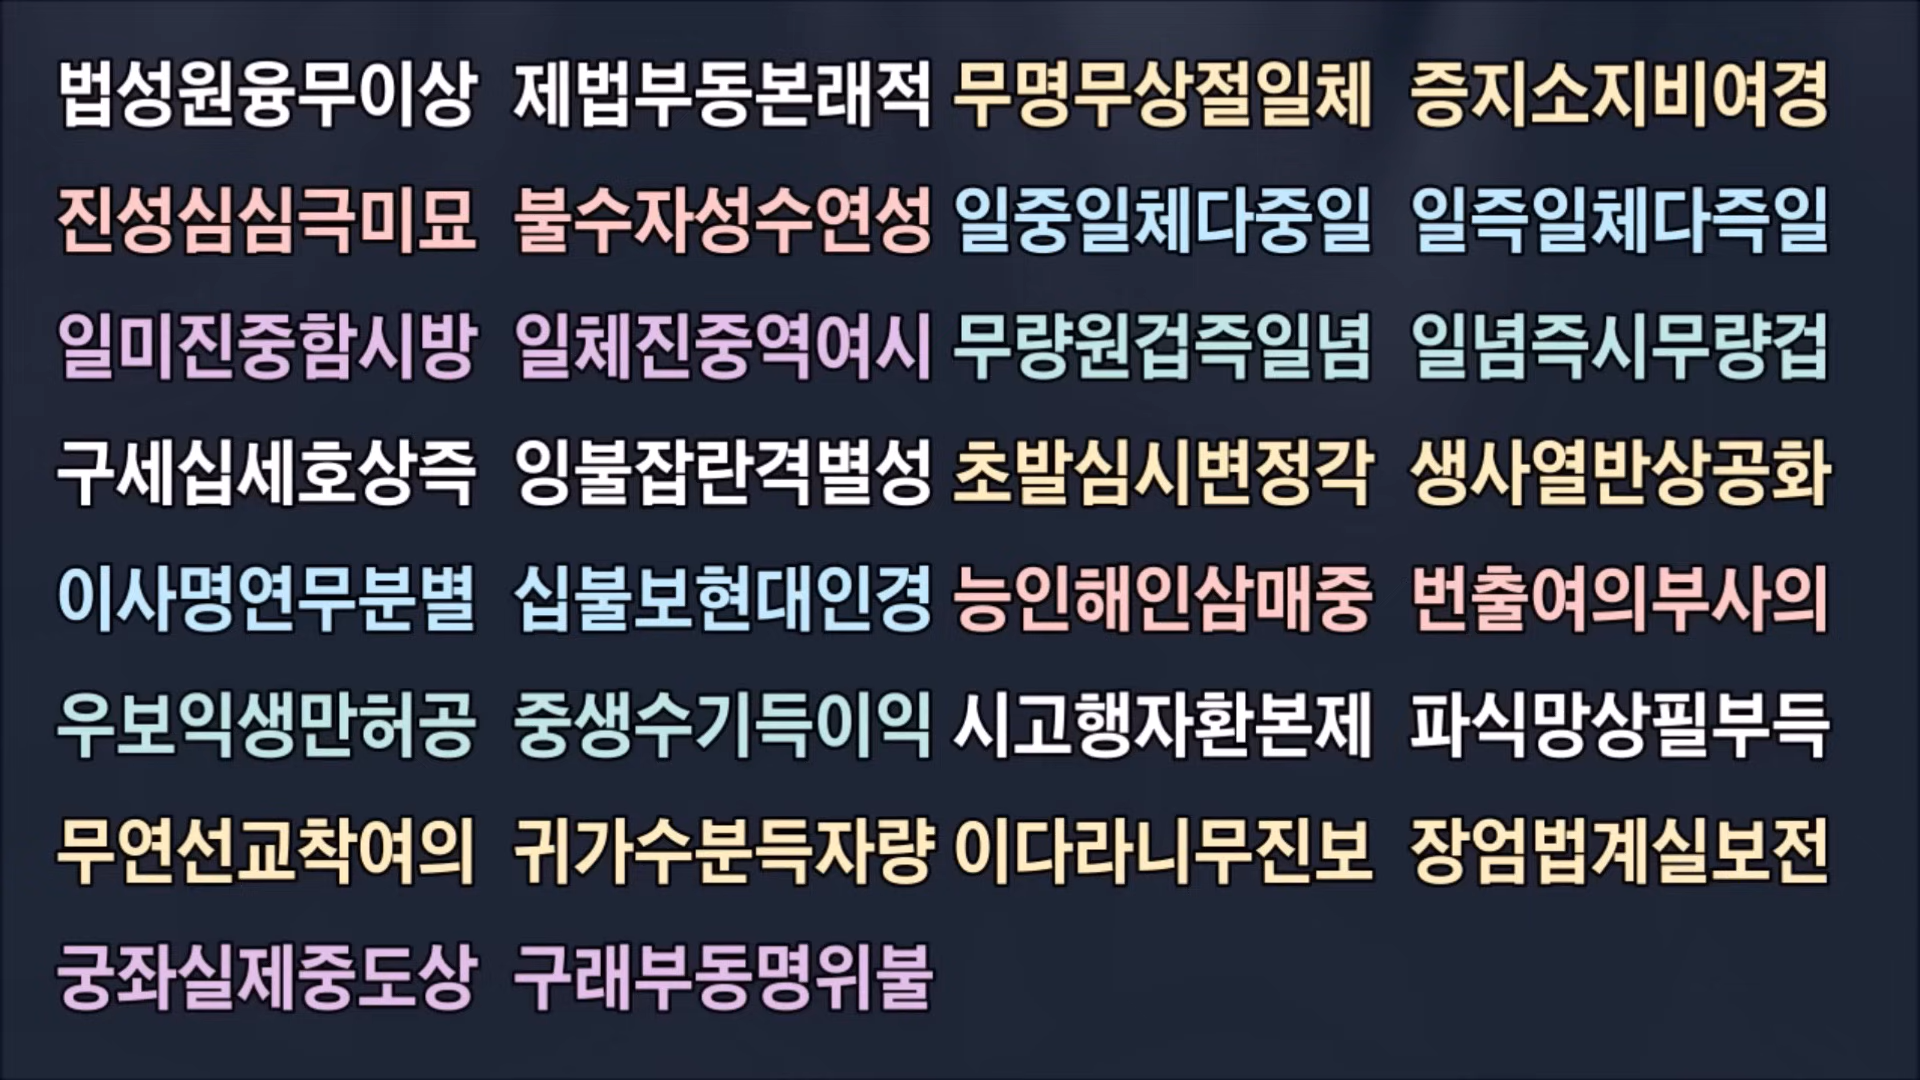 법성원융무이상 제법부동본래적 무명무상절일체 증지소지비여경
진성심심극미묘 불수자성수연성 일중일체다중일 일즉일체다즉일
일미진중함시방 일체진중역여시 무량원겁즉일념 일념즉시무량겁
구세십세호상즉 잉불잡란격별성 초발심시변정각 생사열반상공화
이사명연무분별 십불보현대인경 능인해인삼매중 번출여의부사의
우보익생만허공 중생수기득이익 시고행자환본제 파식망상필부득
무연선교착여의 귀가수분득자량 이다라니무진보 장엄법계실보전
궁좌실제중도상 구래부동명위불